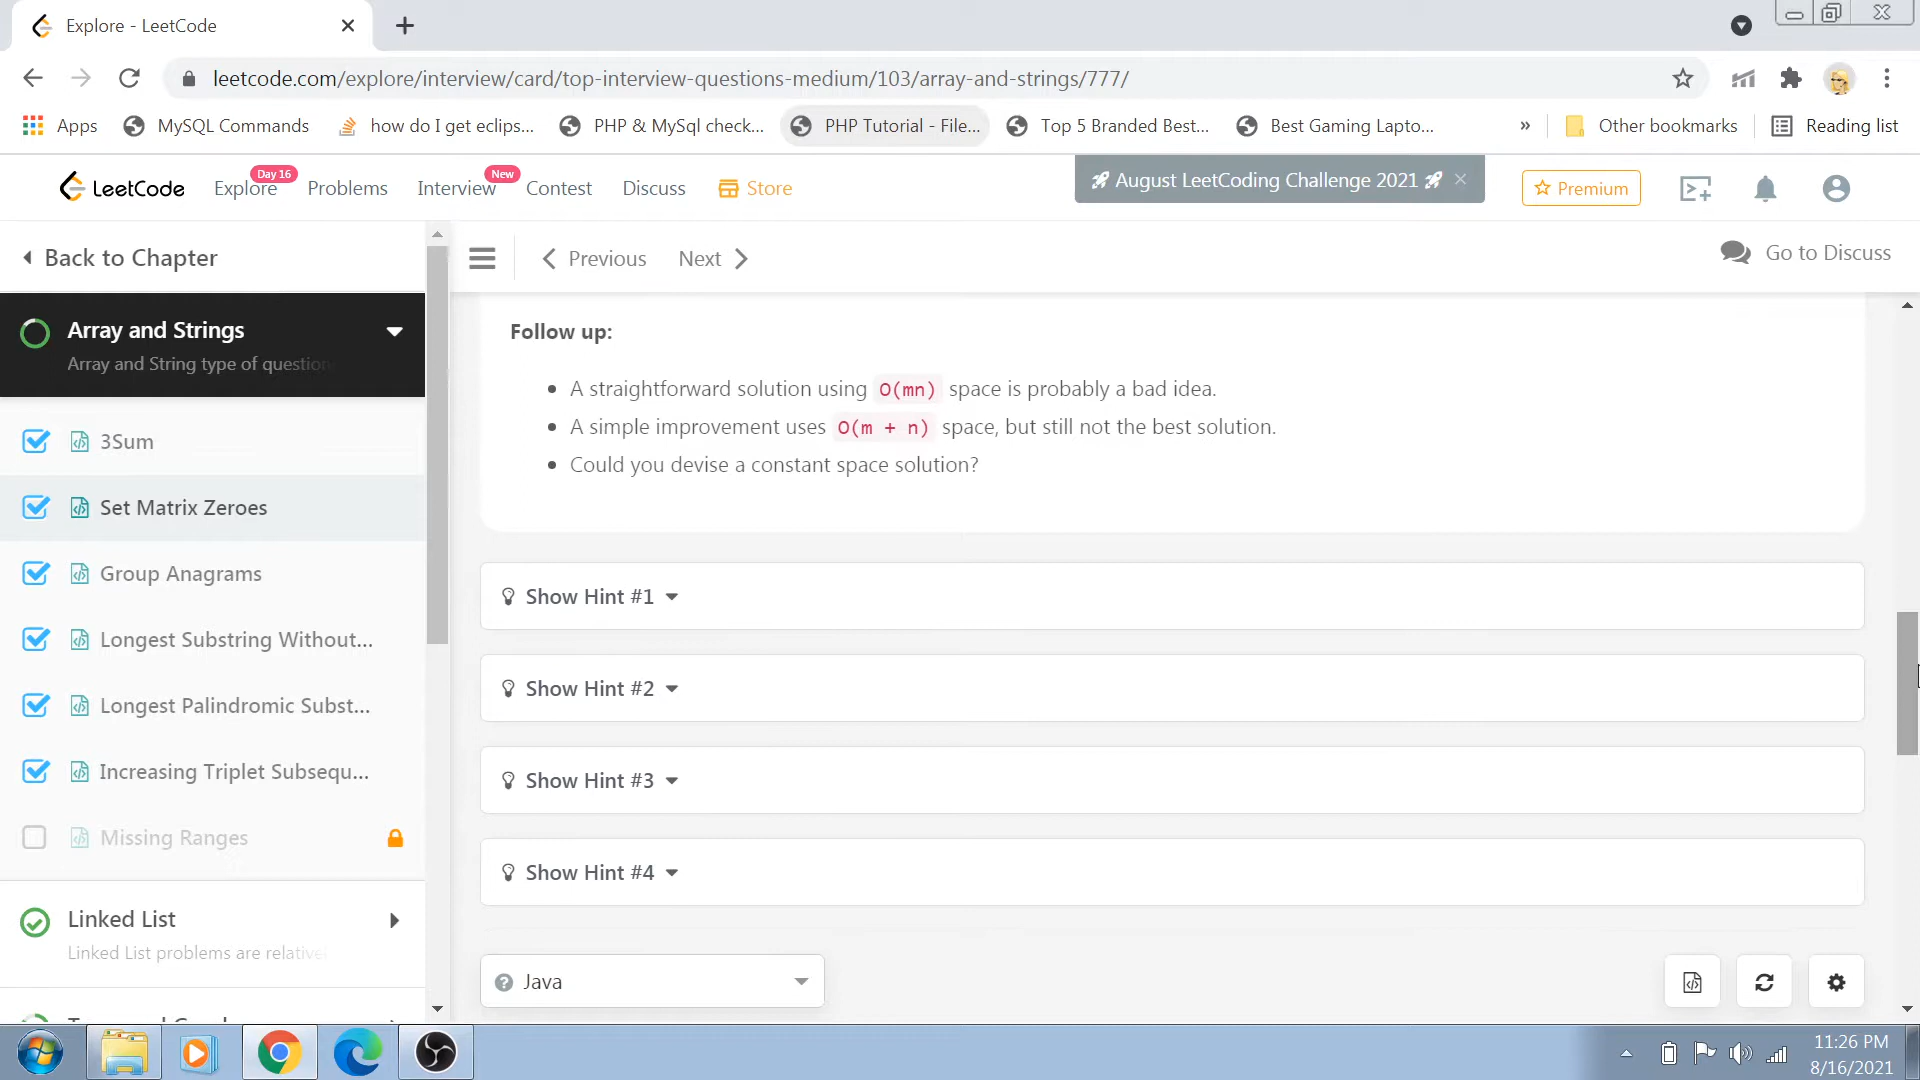 Explore - LeetCode
leetcode.com/explore/interview/card/top-interview-questions-medium/103/array-and-strings/777/
Apps MySQL Commands how do I get eclips... PHP & MySql check... PHP Tutorial - File... Top 5 Branded Best... Best Gaming Lapto... » Other bookmarks Reading list
LeetCode Explore Day 16 Problems Interview New Contest Discuss Store August LeetCoding Challenge 2021 Premium
Back to Chapter
Previous Next Go to Discuss
Array and Strings
Array and String type of question
3Sum
Set Matrix Zeroes
Group Anagrams
Longest Substring Without...
Longest Palindromic Subst...
Increasing Triplet Subsequ...
Missing Ranges
Linked List
Linked List problems are relative
Follow up:
A straightforward solution using O(mn) space is probably a bad idea.
A simple improvement uses O(m + n) space, but still not the best solution.
Could you devise a constant space solution?
Show Hint #1
Show Hint #2
Show Hint #3
Show Hint #4
Java
11:26 PM
8/16/2021